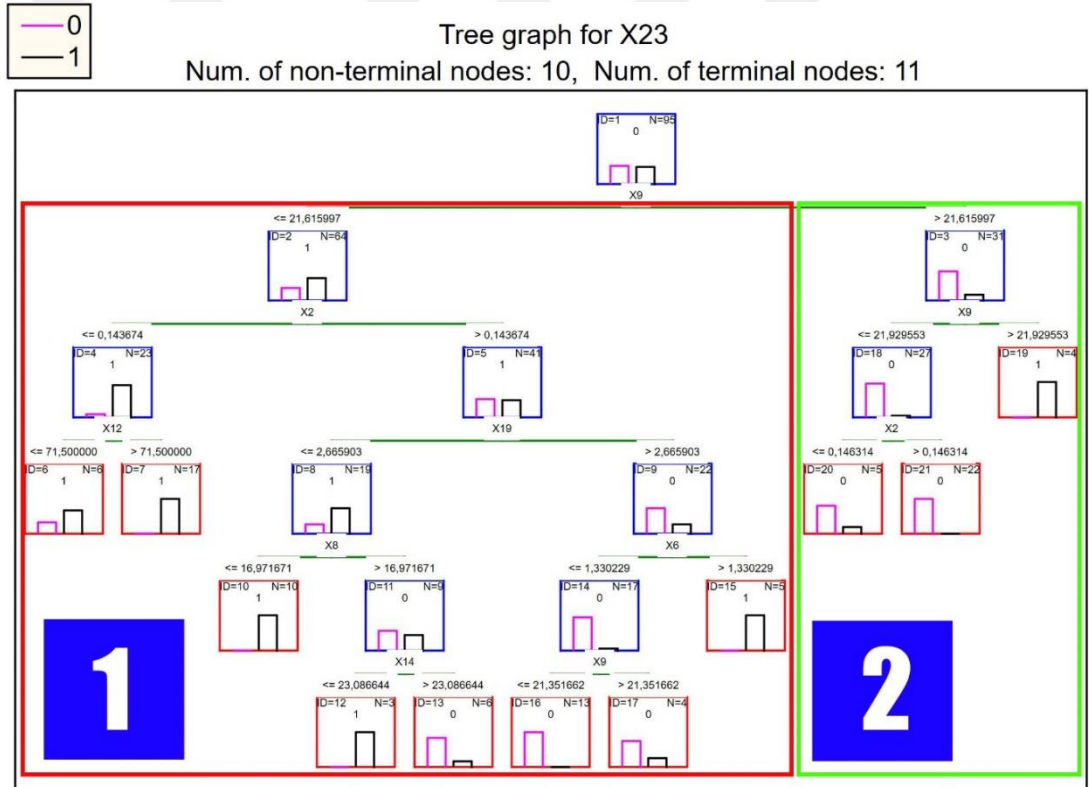 0
1
Tree graph for X23
Num. of non-terminal nodes: 10, Num. of terminal nodes: 11
ID=1 N=95
0
X9
<= 21,615997 > 21,615997
ID=2 N=64 ID=3 N=31
1 0
X2 X9
<= 0,143674 > 0,143674 <= 21,929553 > 21,929553
ID=4 N=23 ID=5 N=41 ID=18 N=27 ID=19 N=4
1 1 0 1
X12 X19 X2
<= 71,500000 > 71,500000 <= 2,665903 > 2,665903 <= 0,146314 > 0,146314
ID=6 N=6 ID=7 N=17 ID=8 N=19 ID=9 N=22 ID=20 N=5 ID=21 N=22
1 1 1 0 0 0
X8 X6
<= 16,971671 > 16,971671 <= 1,330229 > 1,330229
ID=10 N=10 ID=11 N=9 ID=14 N=17 ID=15 N=5
1 0 0 1
X14 X9
<= 23,086644 > 23,086644 <= 21,351662 > 21,351662
ID=12 N=3 ID=13 N=6 ID=16 N=13 ID=17 N=4
1 0 0 0
1 2